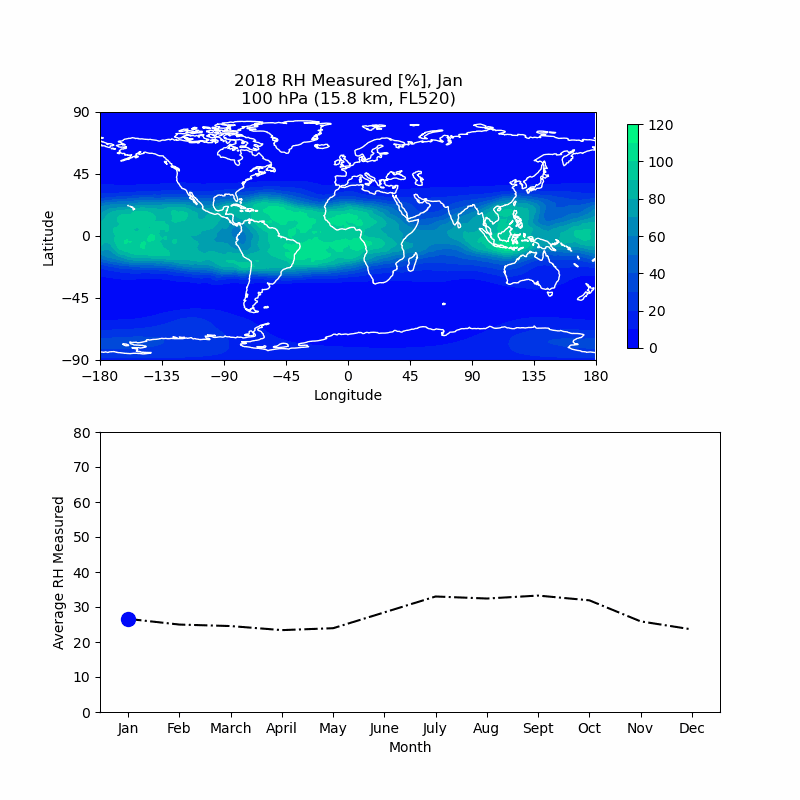 2018 RH Measured [%], Jan
100 hPa (15.8 km, FL520)
90
45
0
−45
−90
Latitude
−180
−135
−90
−45
0
45
90
135
180
Longitude
120
100
80
60
40
20
0
80
70
60
50
40
30
20
10
0
Average RH Measured
Jan
Feb
March
April
May
June
July
Aug
Sept
Oct
Nov
Dec
Month